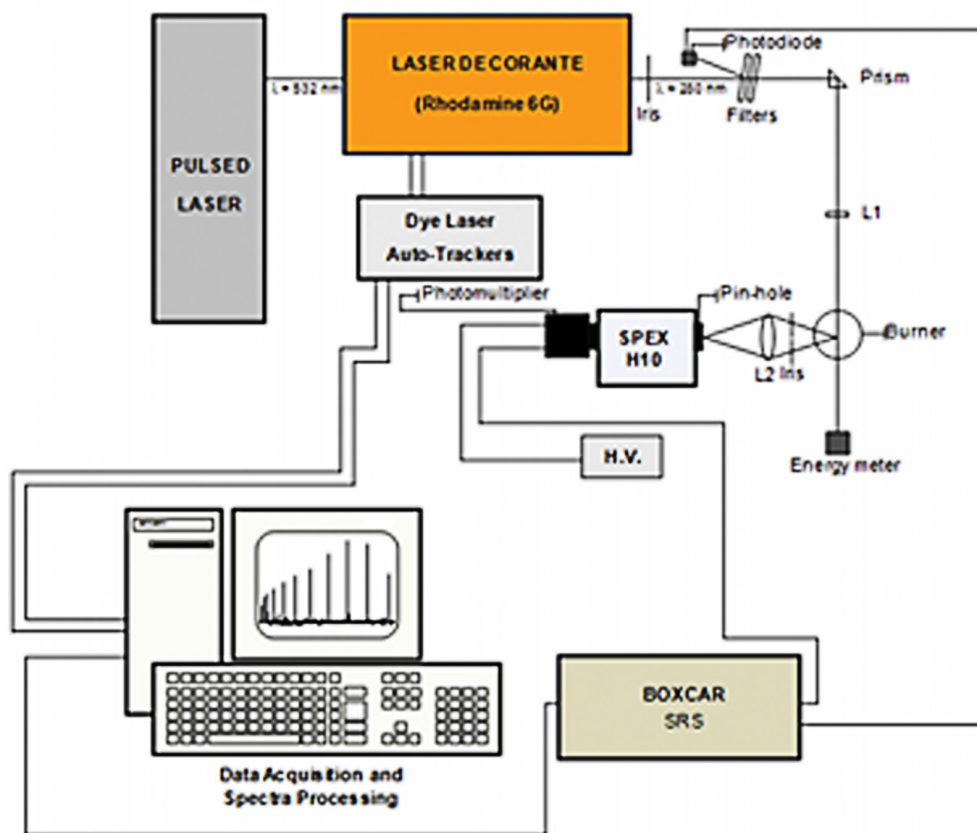 PULSED
LASER
λ = 532 nm
LASER DECORANTE
(Rhodamine 6G)
Iris
λ = 280 nm
Photodiode
Filters
Prism
L1
Dye Laser
Auto-Trackers
Photomultiplier
SPEX
H10
Pin-hole
L2 Iris
Burner
Energy meter
H.V.
BOXCAR
SRS
Data Acquisition and
Spectra Processing